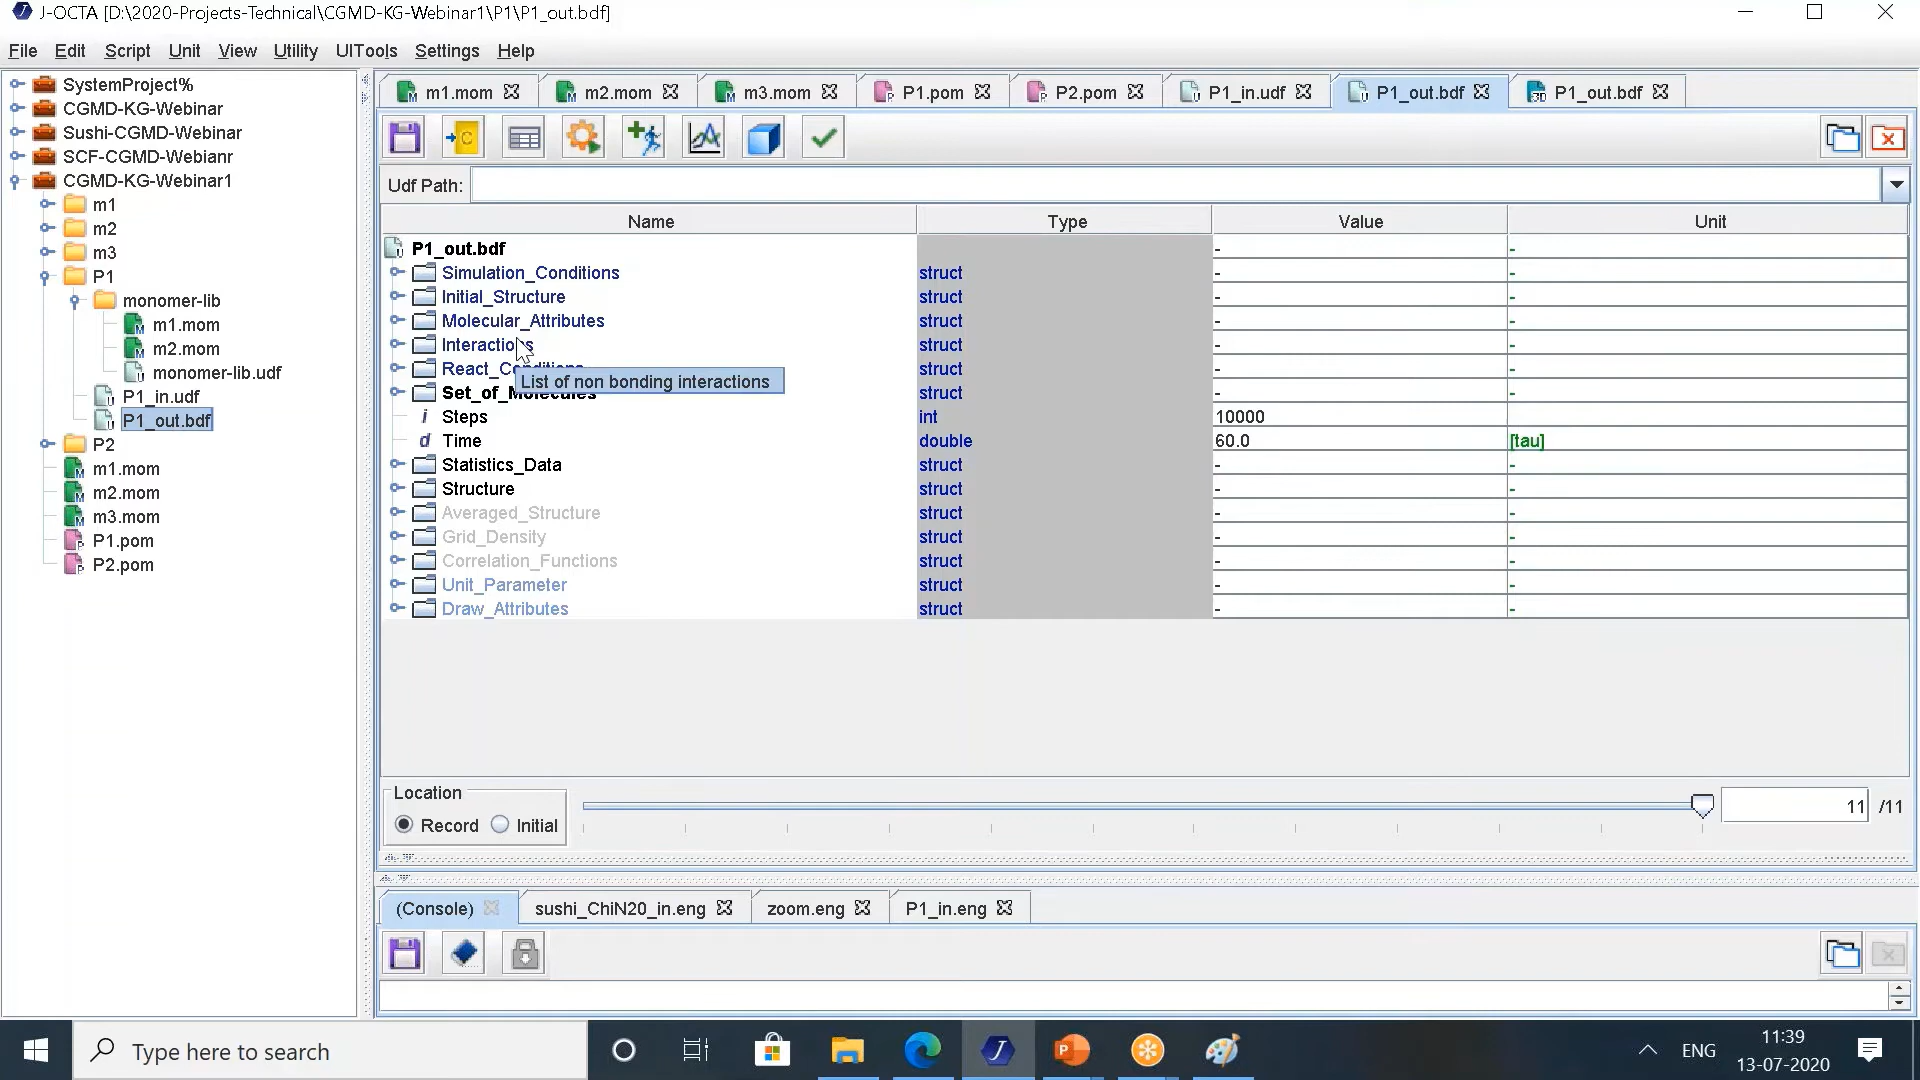 J-OCTA [D:\2020-Projects-Technical\CGMD-KG-Webinar1\P1\P1_out.bdf]
File Edit Script Unit View Utility UITools Settings Help
SystemProject%
CGMD-KG-Webinar
Sushi-CGMD-Webinar
SCF-CGMD-Webianr
CGMD-KG-Webinar1
m1
m2
m3
P1
monomer-lib
m1.mom
m2.mom
monomer-lib.udf
P1_in.udf
P1_out.bdf
P2
m1.mom
m2.mom
m3.mom
P1.pom
P2.pom
m1.mom m2.mom m3.mom P1.pom P2.pom P1_in.udf P1_out.bdf P1_out.bdf
Udf Path:
Name Type Value Unit
P1_out.bdf - -
Simulation_Conditions struct - -
Initial_Structure struct - -
Molecular_Attributes struct - -
Interactions struct - -
React_Conditions struct - -
List of non bonding interactions
Set_of_Molecules struct - -
i Steps int 10000
d Time double 60.0 [tau]
Statistics_Data struct - -
Structure struct - -
Averaged_Structure struct - -
Grid_Density struct - -
Correlation_Functions struct - -
Unit_Parameter struct - -
Draw_Attributes struct - -
Location
Record Initial
11 /11
(Console) sushi_ChiN20_in.eng zoom.eng P1_in.eng
Type here to search
ENG
11:39
13-07-2020